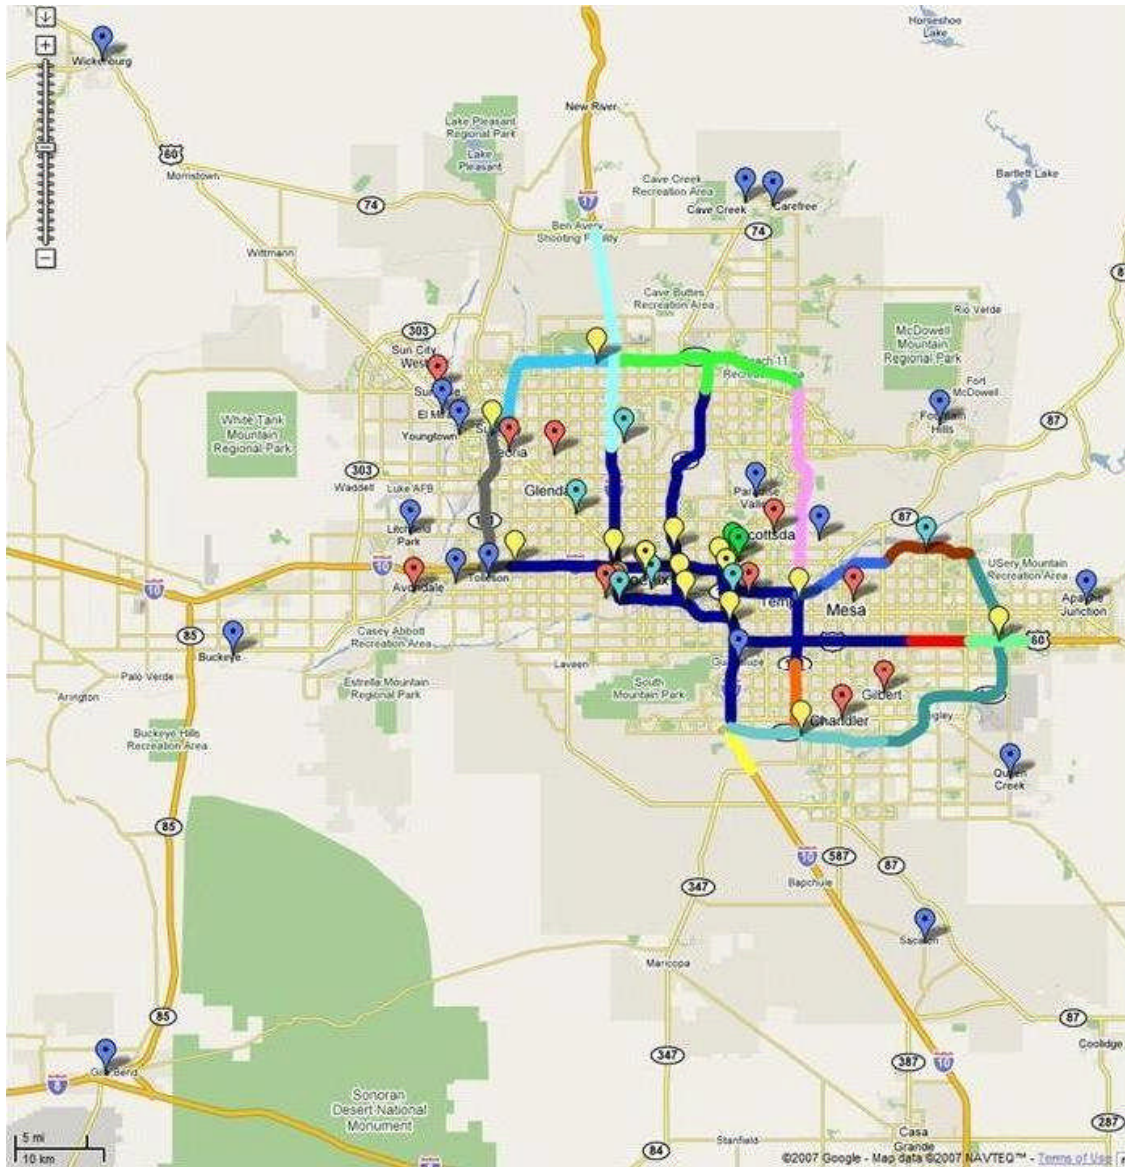 Horseshoe
Lake
Wickenburg
New River
Lake Pleasant
Regional Park
Lake
Pleasant
60
Morristown
Bartlett Lake
Cave Creek
Recreation Area
17
74
Cave Creek
Carefree
Ben Avery
Shooting Facility
74
Wittmann
Cave Buttes
Recreation Area
Rio Verde
303
McDowell
Mountain
Regional Park
Sun City
West
Fort
McDowell
El Mirage
Youngtown
Fountain
Hills
87
White Tank
Mountain
Regional Park
Peoria
303
Waddell
Luke AFB
Glendale
Paradise
Valley
Litchfield
Park
101
Scottsdale
87
10
USery Mountain
Recreation Area
Avondale
Tolleson
Phoenix
Tempe
Mesa
Apache
Junction
10
85
Casey Abbott
Recreation Area
Buckeye
Guadalupe
60
Laveen
Palo Verde
Estrella Mountain
Regional Park
South
Mountain Park
Gilbert
Arlington
Chandler
Buckeye Hills
Recreation Area
Queen
Creek
85
10
587
87
Bapchule
347
Sacaton
Maricopa
85
87
Coolidge
347
387
10
Gila Bend
8
Sonoran
Desert National
Monument
287
Casa
Grande
Stanfield
84
5 mi
10 km
©2007 Google - Map data ©2007 NAVTEQ™ - Terms of Use